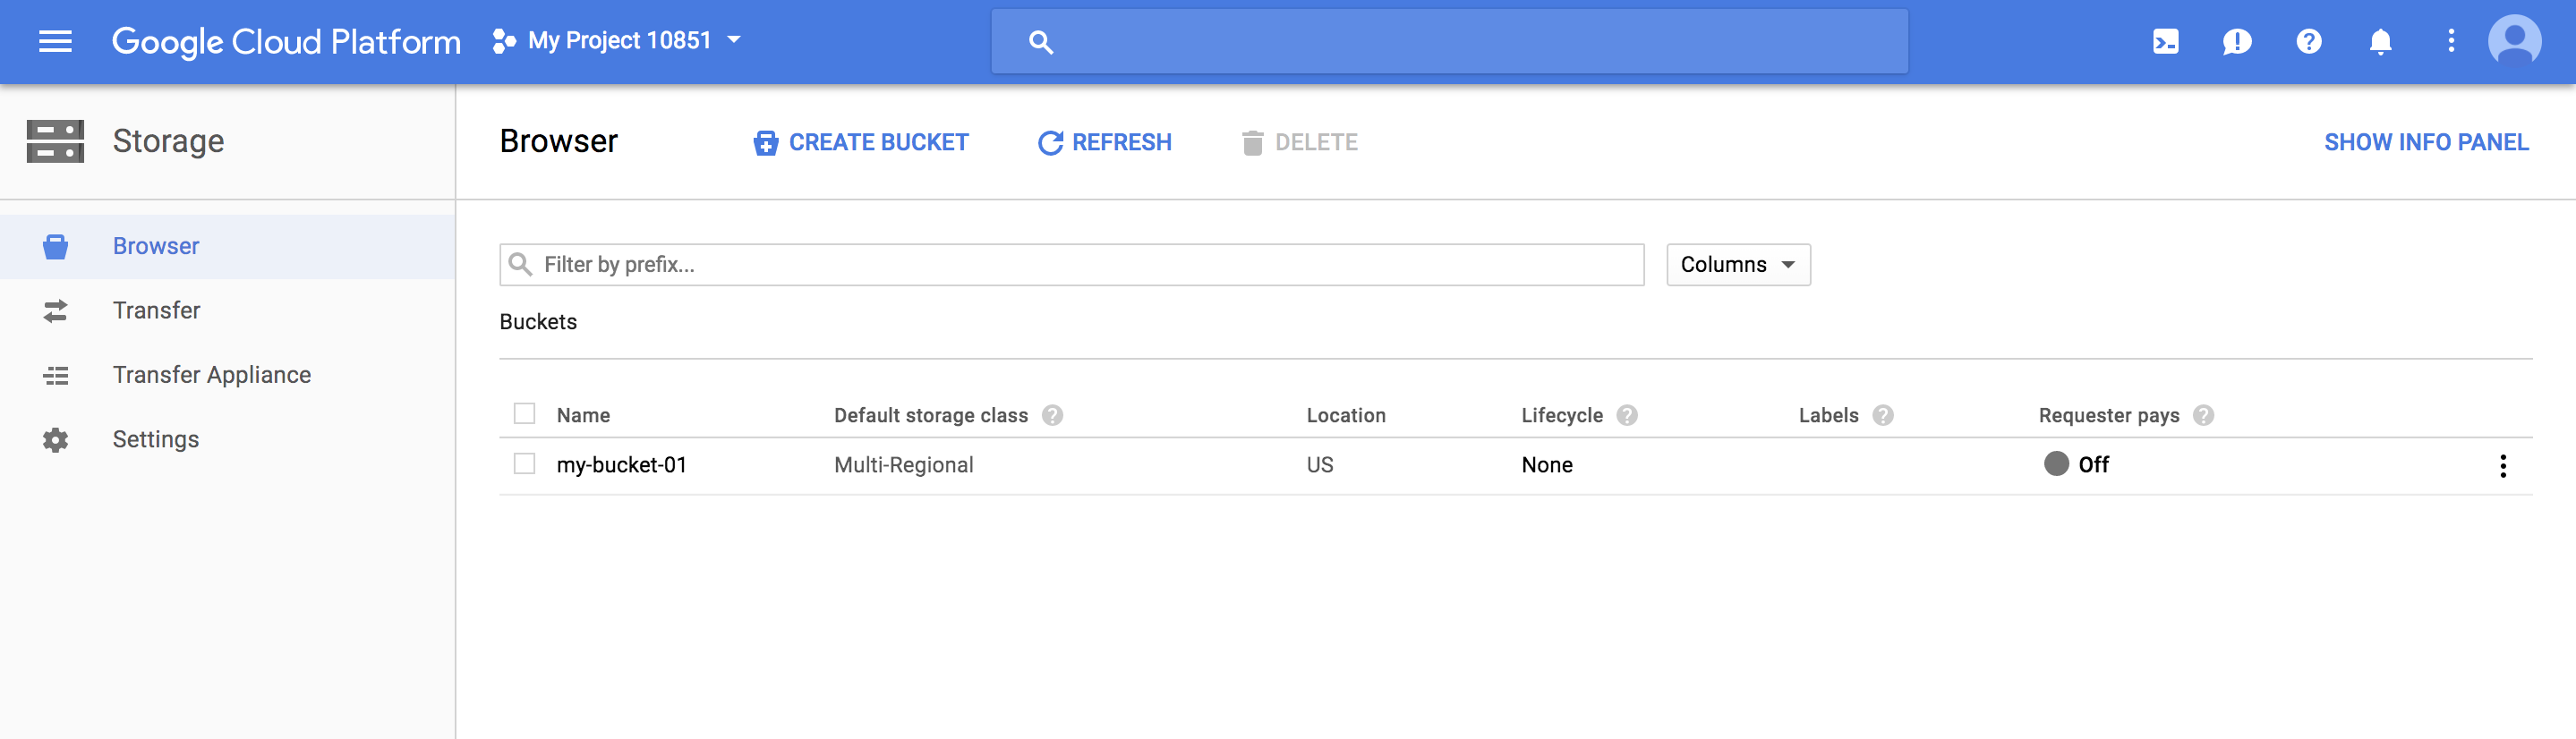 Google Cloud Platform My Project 10851
Storage
Browser CREATE BUCKET REFRESH DELETE SHOW INFO PANEL
Browser
Transfer
Transfer Appliance
Settings
Filter by prefix... Columns
Buckets
Name Default storage class Location Lifecycle Labels Requester pays
my-bucket-01 Multi-Regional US None Off